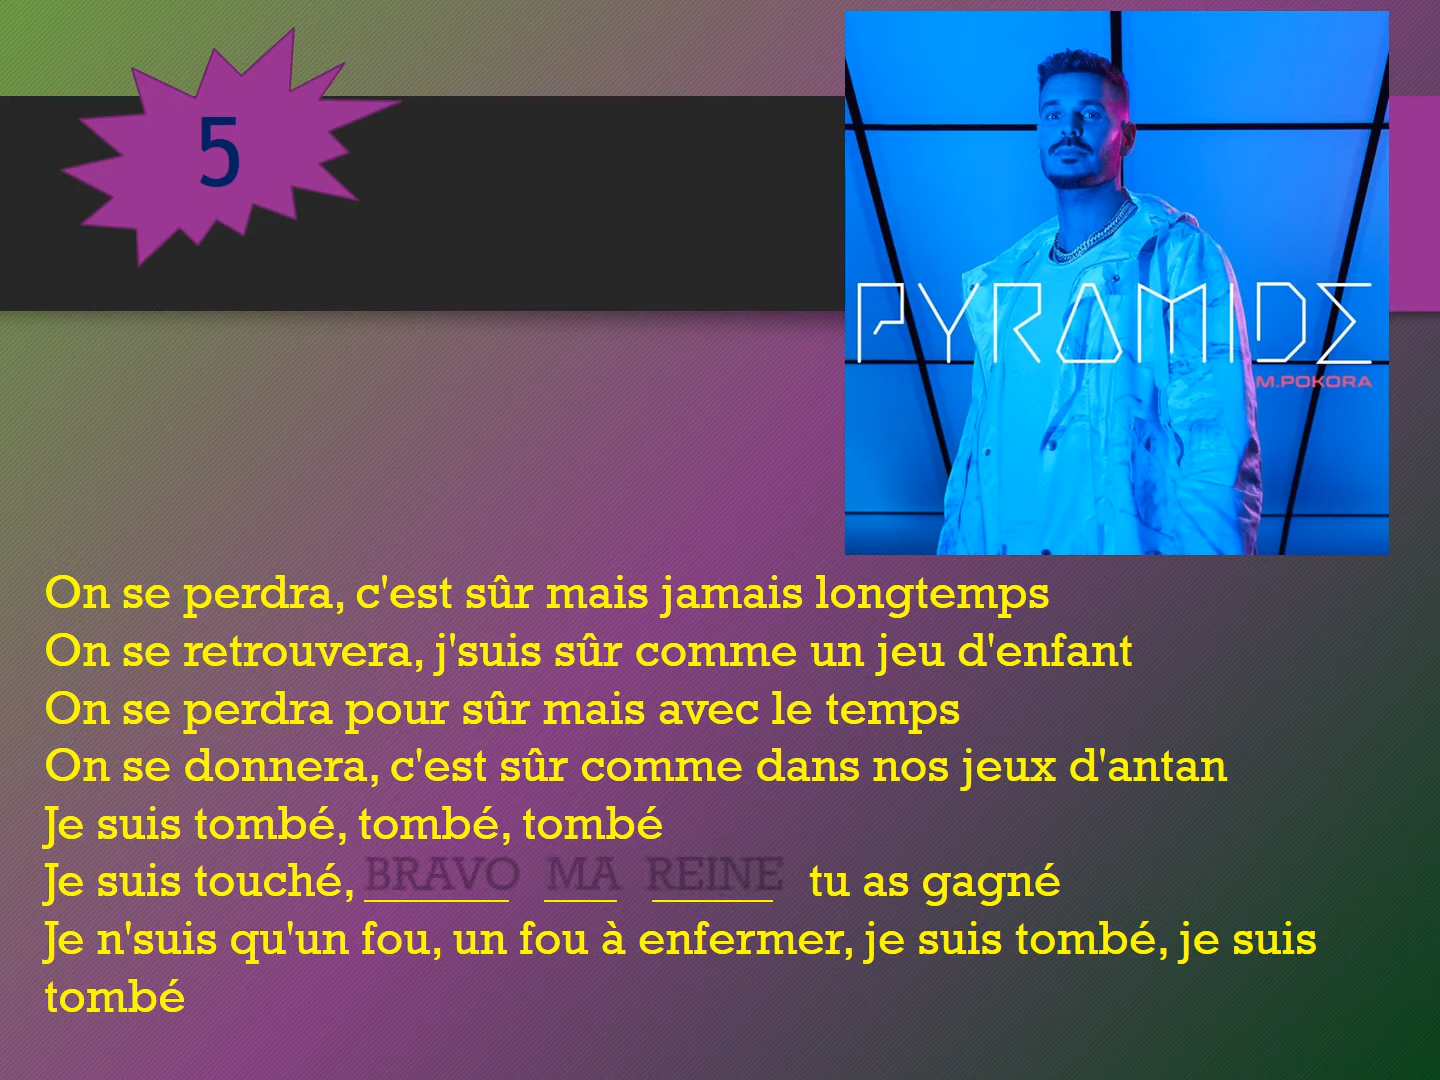 5
PYRAMIDE
M.POKORA
On se perdra, c'est sûr mais jamais longtemps
On se retrouvera, j'suis sûr comme un jeu d'enfant
On se perdra pour sûr mais avec le temps
On se donnera, c'est sûr comme dans nos jeux d'antan
Je suis tombé, tombé, tombé
Je suis touché, BRAVO MA REINE tu as gagné
Je n'suis qu'un fou, un fou à enfermer, je suis tombé, je suis
tombé